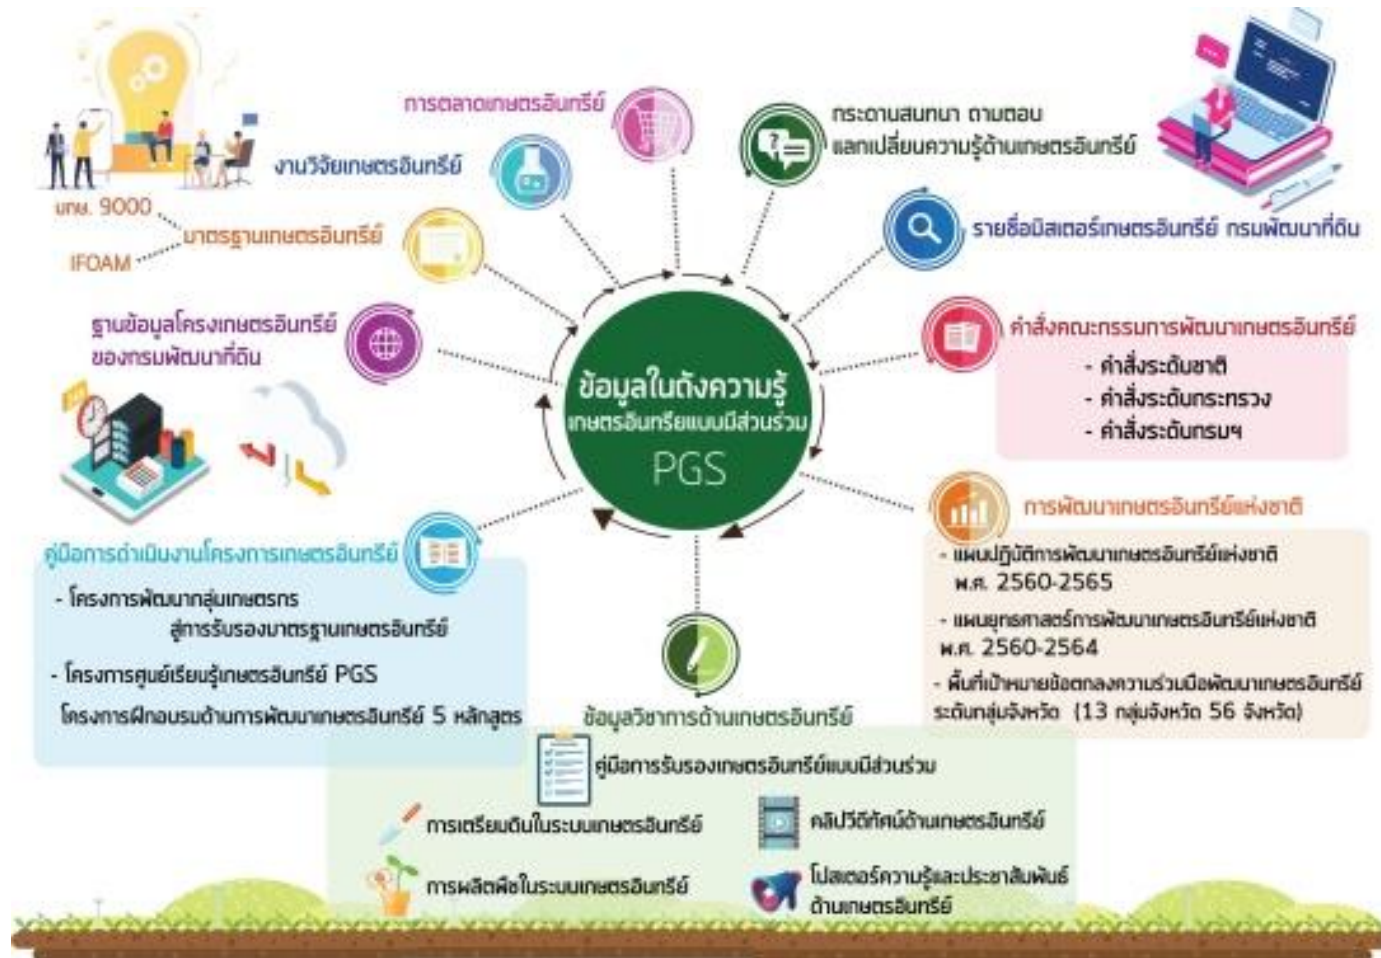 การตลาดเกษตรอินทรีย์
กระดานสนทนา ถามตอบ
แลกเปลี่ยนความรู้ด้านเกษตรอินทรีย์
งานวิจัยเกษตรอินทรีย์
มกษ. 9000
มาตรฐานเกษตรอินทรีย์
IFOAM
รายชื่อมิสเตอร์เกษตรอินทรีย์ กรมพัฒนาที่ดิน
ฐานข้อมูลโครงเกษตรอินทรีย์
ของกรมพัฒนาที่ดิน
คำสั่งคณะกรรมการพัฒนาเกษตรอินทรีย์
- คำสั่งระดับชาติ
- คำสั่งระดับกระทรวง
- คำสั่งระดับกรมฯ
ข้อมูลในถังความรู้
เกษตรอินทรียแบบมีส่วนร่วม
PGS
คู่มือการดำเนินงานโครงการเกษตรอินทรีย์
- โครงการพัฒนากลุ่มเกษตรกร
สู่การรับรองมาตรฐานเกษตรอินทรีย์
- โครงการศูนย์เรียนรู้เกษตรอินทรีย์ PGS
โครงการฝึกอบรมด้านการพัฒนาเกษตรอินทรีย์ 5 หลักสูตร
การพัฒนาเกษตรอินทรีย์แห่งชาติ
- แผนปฏิบัติการพัฒนาเกษตรอินทรีย์แห่งชาติ
พ.ศ. 2560-2565
- แผนยุทธศาสตร์การพัฒนาเกษตรอินทรีย์แห่งชาติ
พ.ศ. 2560-2564
- พื้นที่เป้าหมายข้อตกลงความร่วมมือพัฒนาเกษตรอินทรีย์
ระดับกลุ่มจังหวัด (13 กลุ่มจังหวัด 56 จังหวัด)
ข้อมูลวิชาการด้านเกษตรอินทรีย์
คู่มือการรับรองเกษตรอินทรีย์แบบมีส่วนร่วม
การเตรียมดินในระบบเกษตรอินทรีย์
คลิปวีดีทัศน์ด้านเกษตรอินทรีย์
การผลิตพืชในระบบเกษตรอินทรีย์
โปสเตอร์ความรู้และประชาสัมพันธ์
ด้านเกษตรอินทรีย์